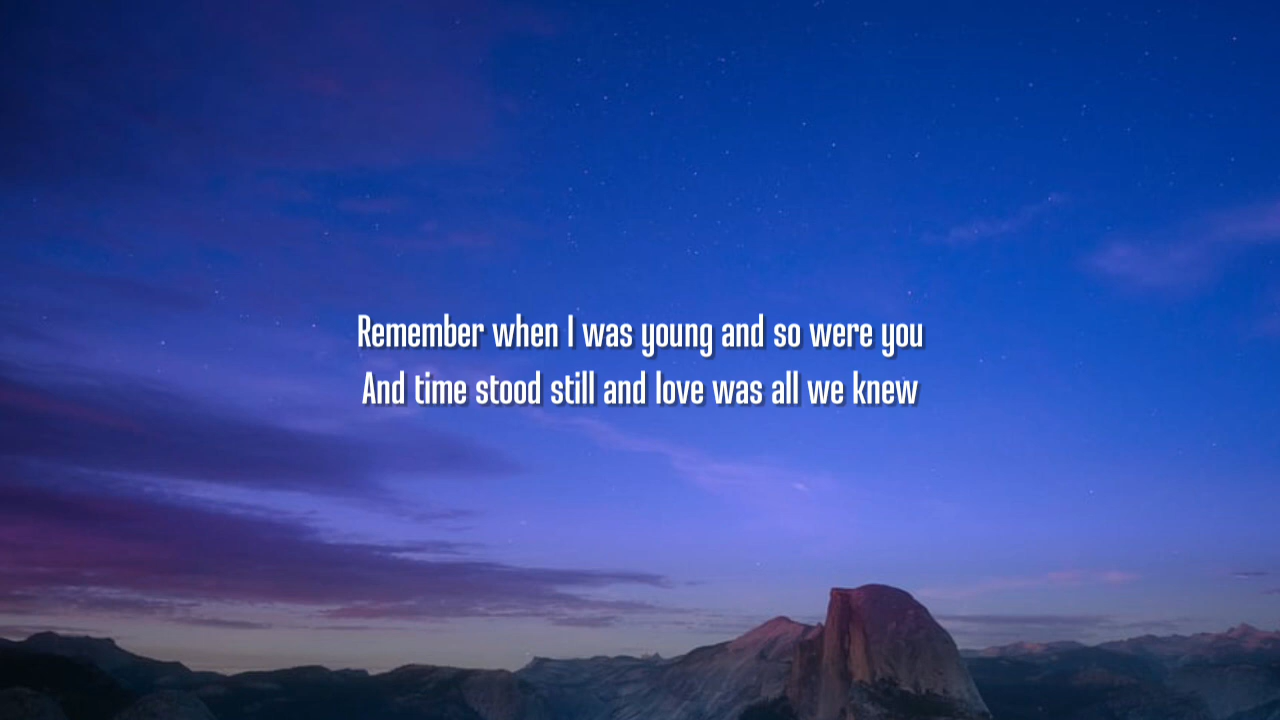 Remember when I was young and so were you
And time stood still and love was all we knew